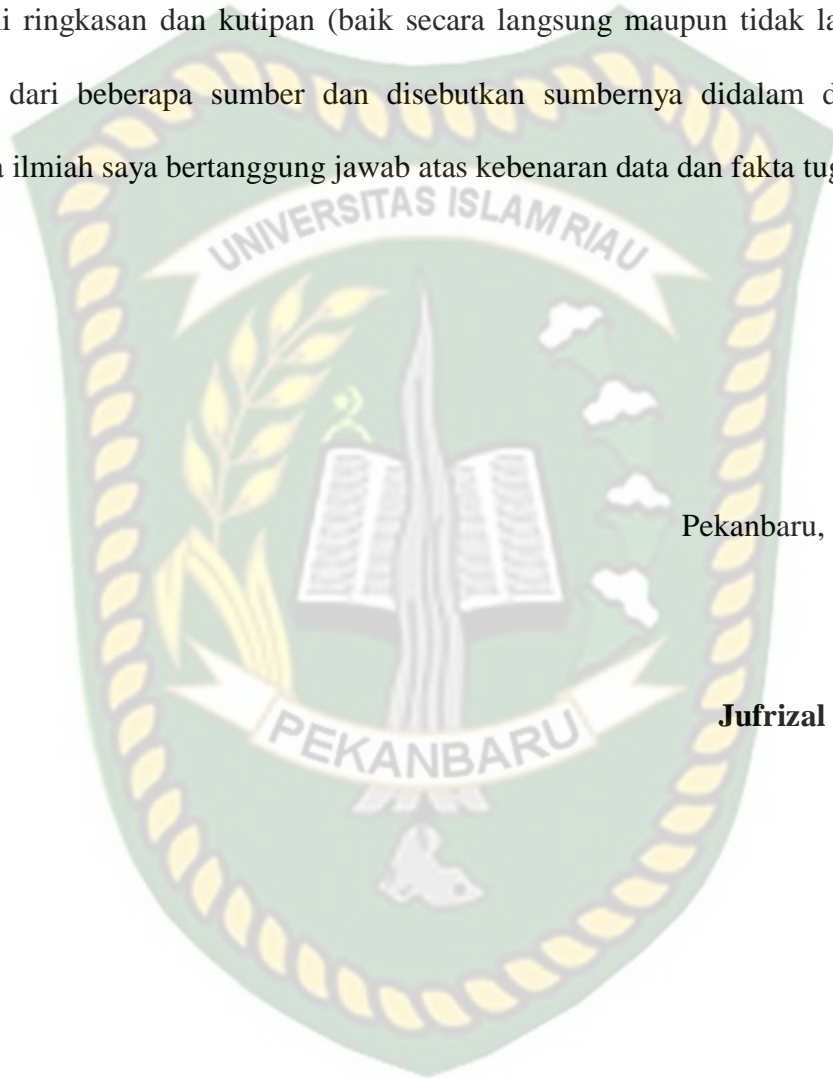 i ringkasan dan kutipan (baik secara langsung maupun tidak la
dari beberapa sumber dan disebutkan sumbernya didalam d
ilmiah saya bertanggung jawab atas kebenaran data dan fakta tug
UNIVERSITAS ISLAM RIAU
Pekanbaru,
Jufrizal
PEKANBARU